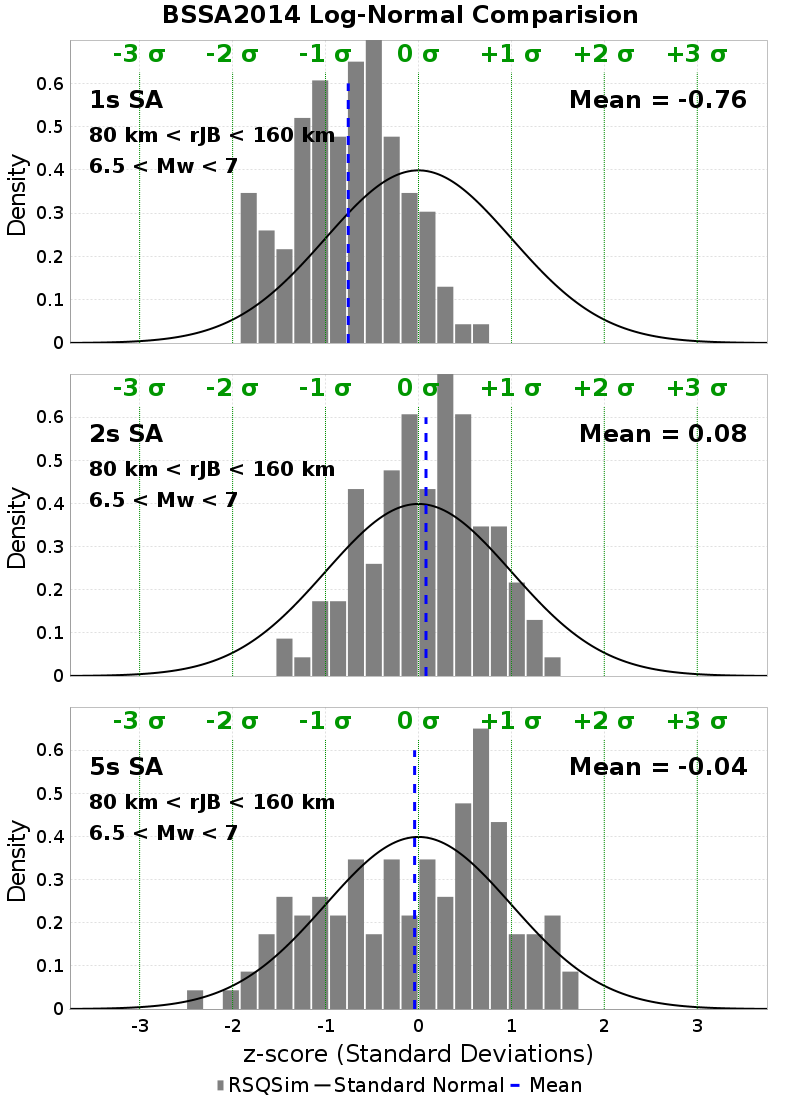 BSSA2014 Log-Normal Comparision
-3 σ -2 σ -1 σ 0 σ +1 σ +2 σ +3 σ
1s SA
Mean = -0.76
80 km < rJB < 160 km
6.5 < Mw < 7
Density
0.6
0.5
0.4
0.3
0.2
0.1
0
-3 σ -2 σ -1 σ 0 σ +1 σ +2 σ +3 σ
2s SA
Mean = 0.08
80 km < rJB < 160 km
6.5 < Mw < 7
Density
0.6
0.5
0.4
0.3
0.2
0.1
0
-3 σ -2 σ -1 σ 0 σ +1 σ +2 σ +3 σ
5s SA
Mean = -0.04
80 km < rJB < 160 km
6.5 < Mw < 7
Density
0.6
0.5
0.4
0.3
0.2
0.1
0
-3 -2 -1 0 1 2 3
z-score (Standard Deviations)
RSQSim Standard Normal Mean